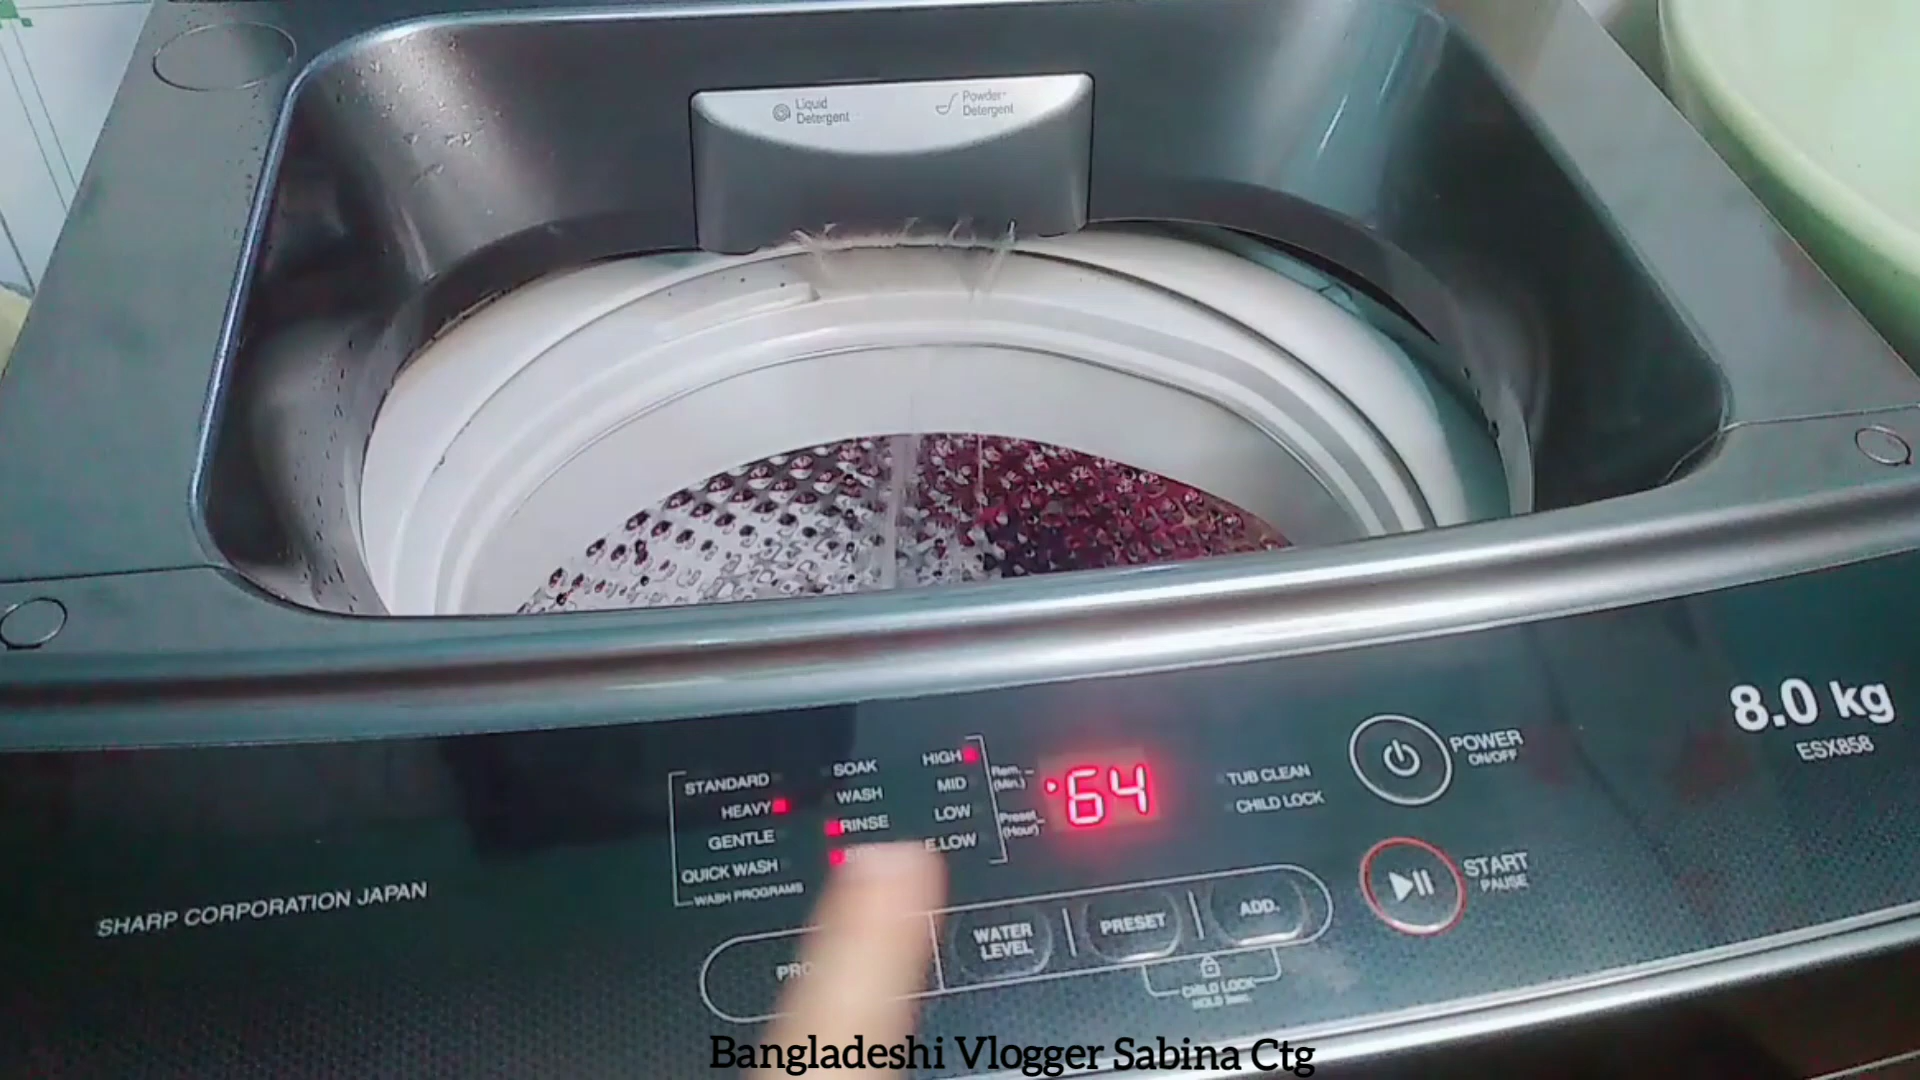 Liquid
Detergent
Powder
Detergent
8.0 kg
ESX858
STANDARD
HEAVY
GENTLE
QUICK WASH
WASH PROGRAMS
SOAK
WASH
RINSE
HIGH
MID
LOW
E.LOW
Rem.
(Min.)
Preset
(Hour)
64
TUB CLEAN
CHILD LOCK
POWER
ON/OFF
START
PAUSE
SHARP CORPORATION JAPAN
WATER
LEVEL
PRESET
ADD.
CHILD LOCK
Bangladeshi Vlogger Sabina Ctg